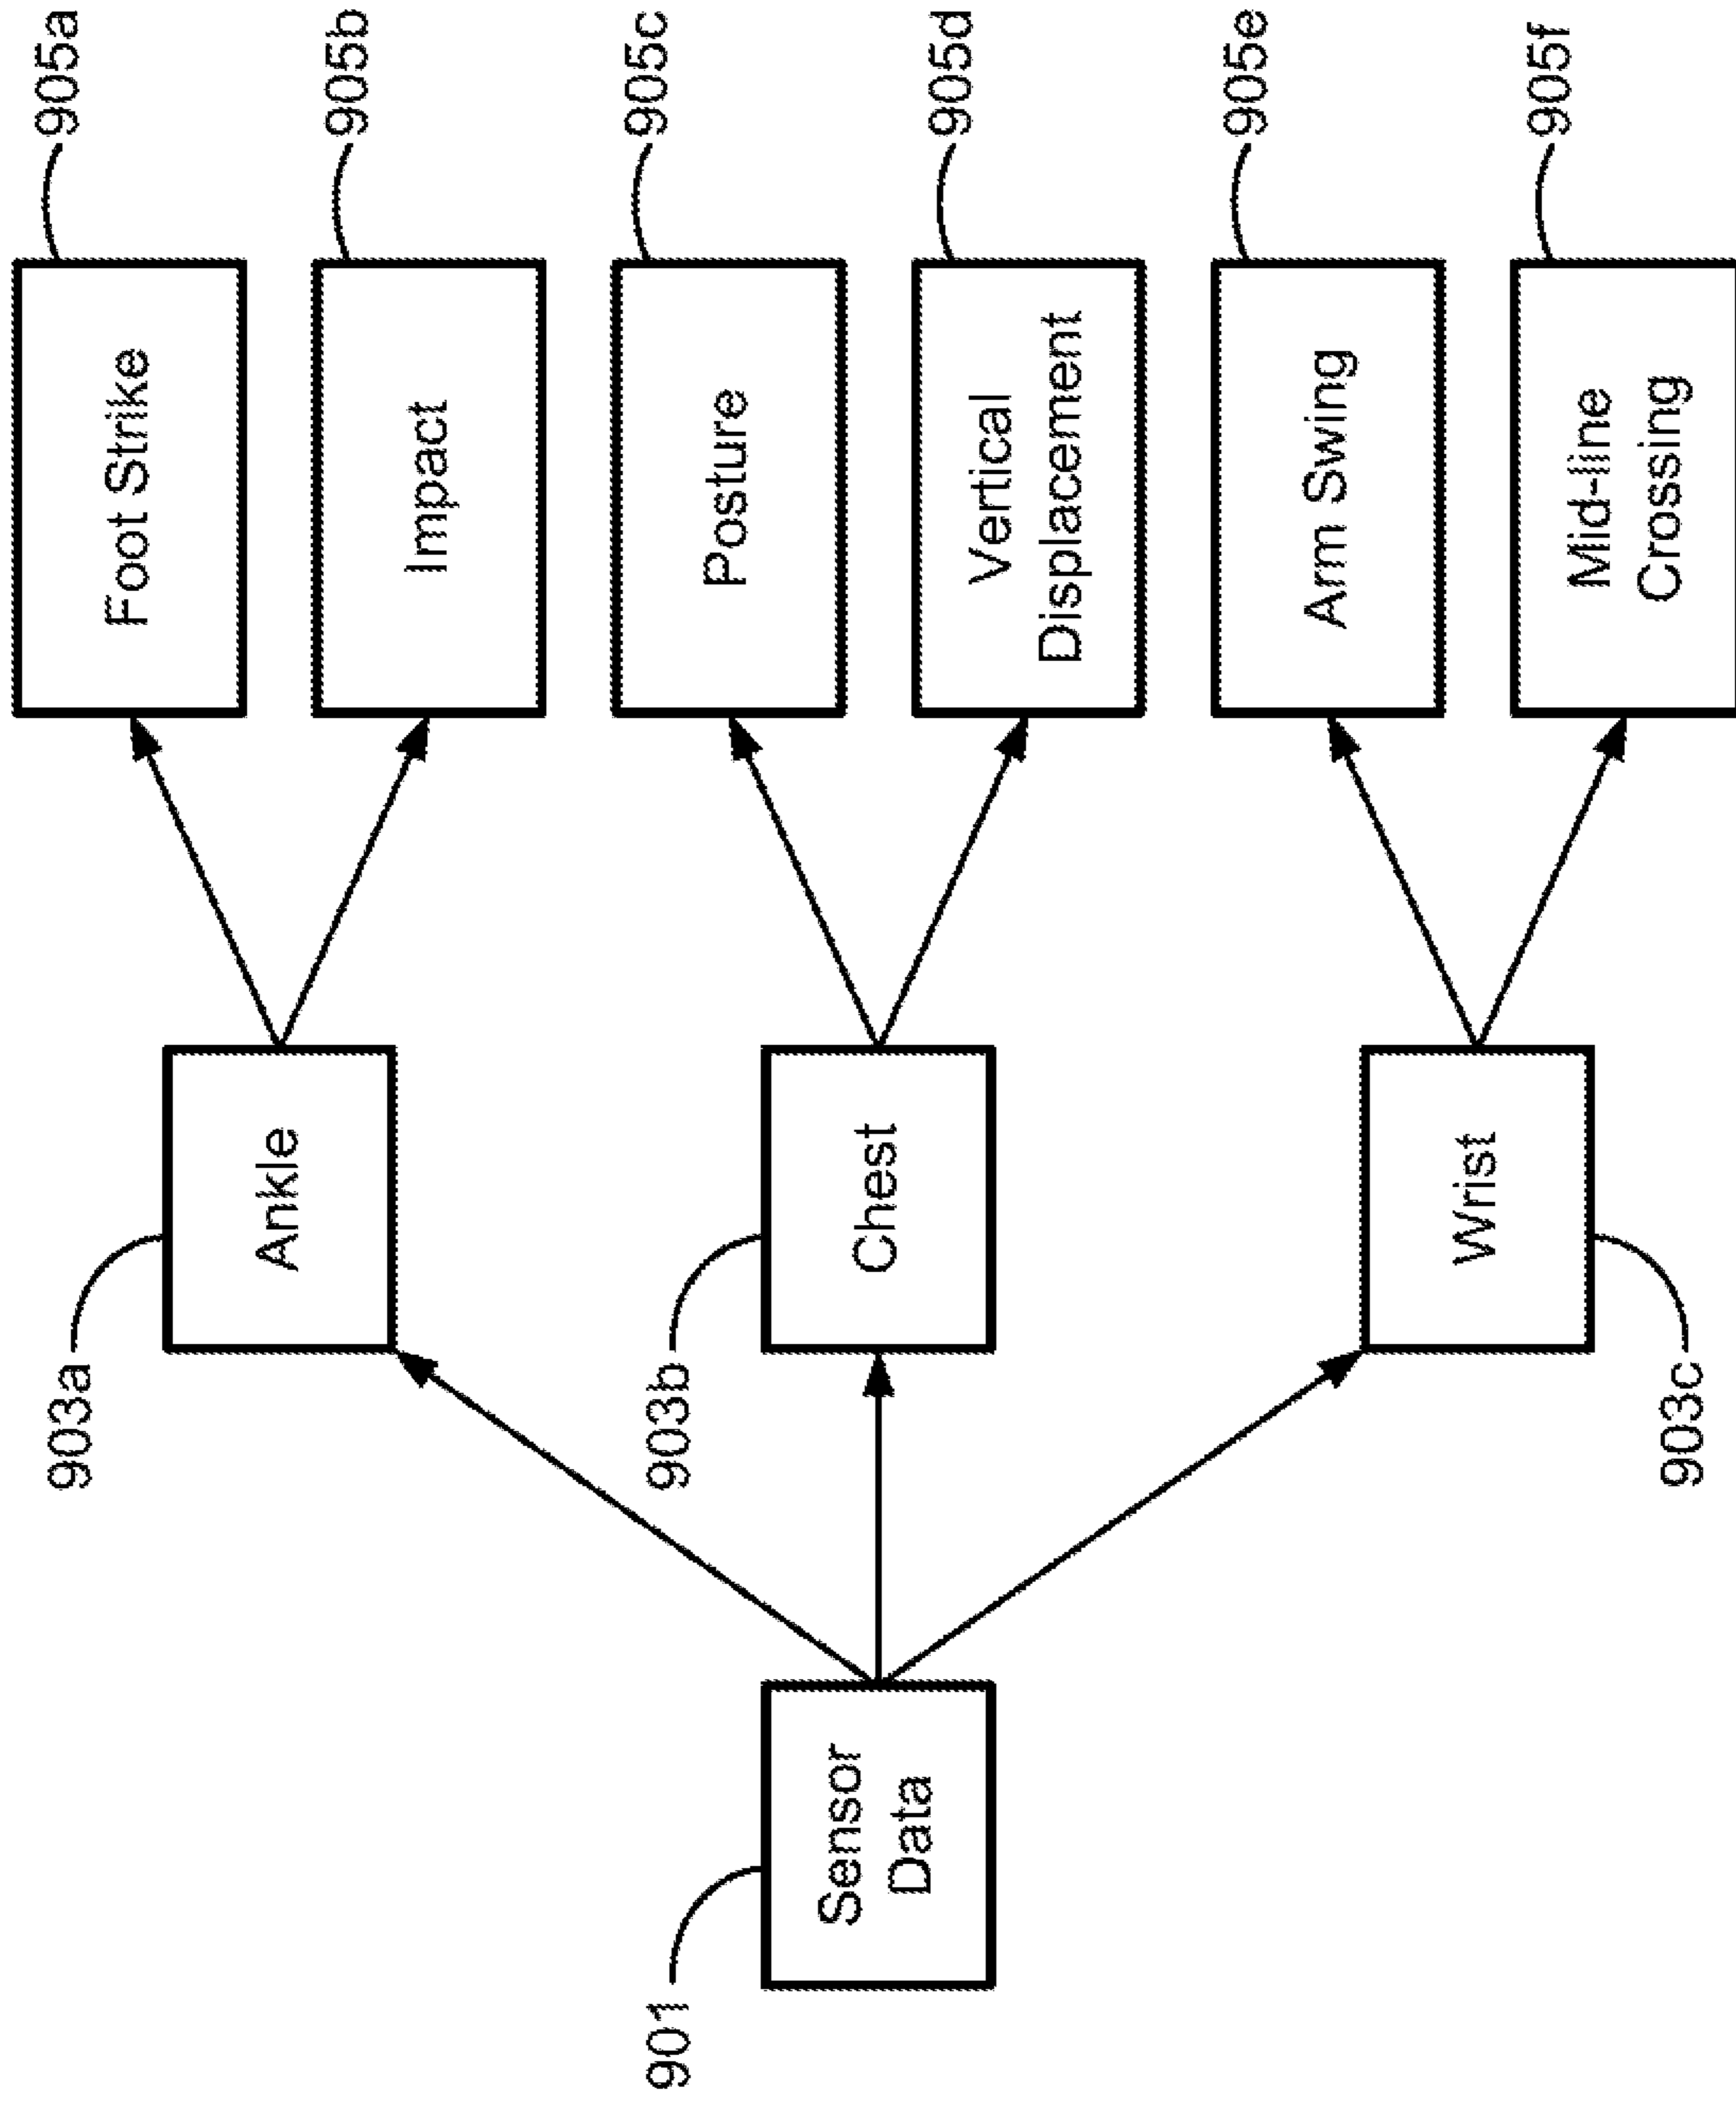 901
Sensor
Data
903a
Ankle
903b
Chest
903c
Wrist
905a
Foot Strike
905b
Impact
905c
Posture
905d
Vertical
Displacement
905e
Arm Swing
905f
Mid-line
Crossing